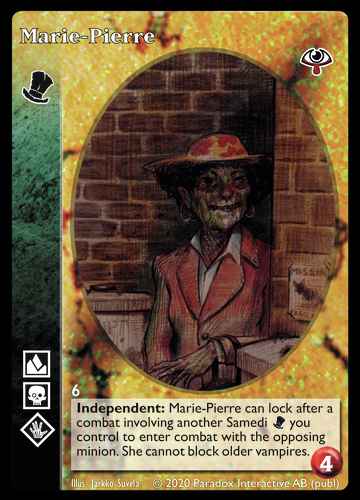 Marie-Pierre
MISSING
6
Independent: Marie-Pierre can lock after a
combat involving another Samedi you
control to enter combat with the opposing
minion. She cannot block older vampires.
4
Illus: Jarkko Suvela © 2020 Paradox Interactive AB (publ)